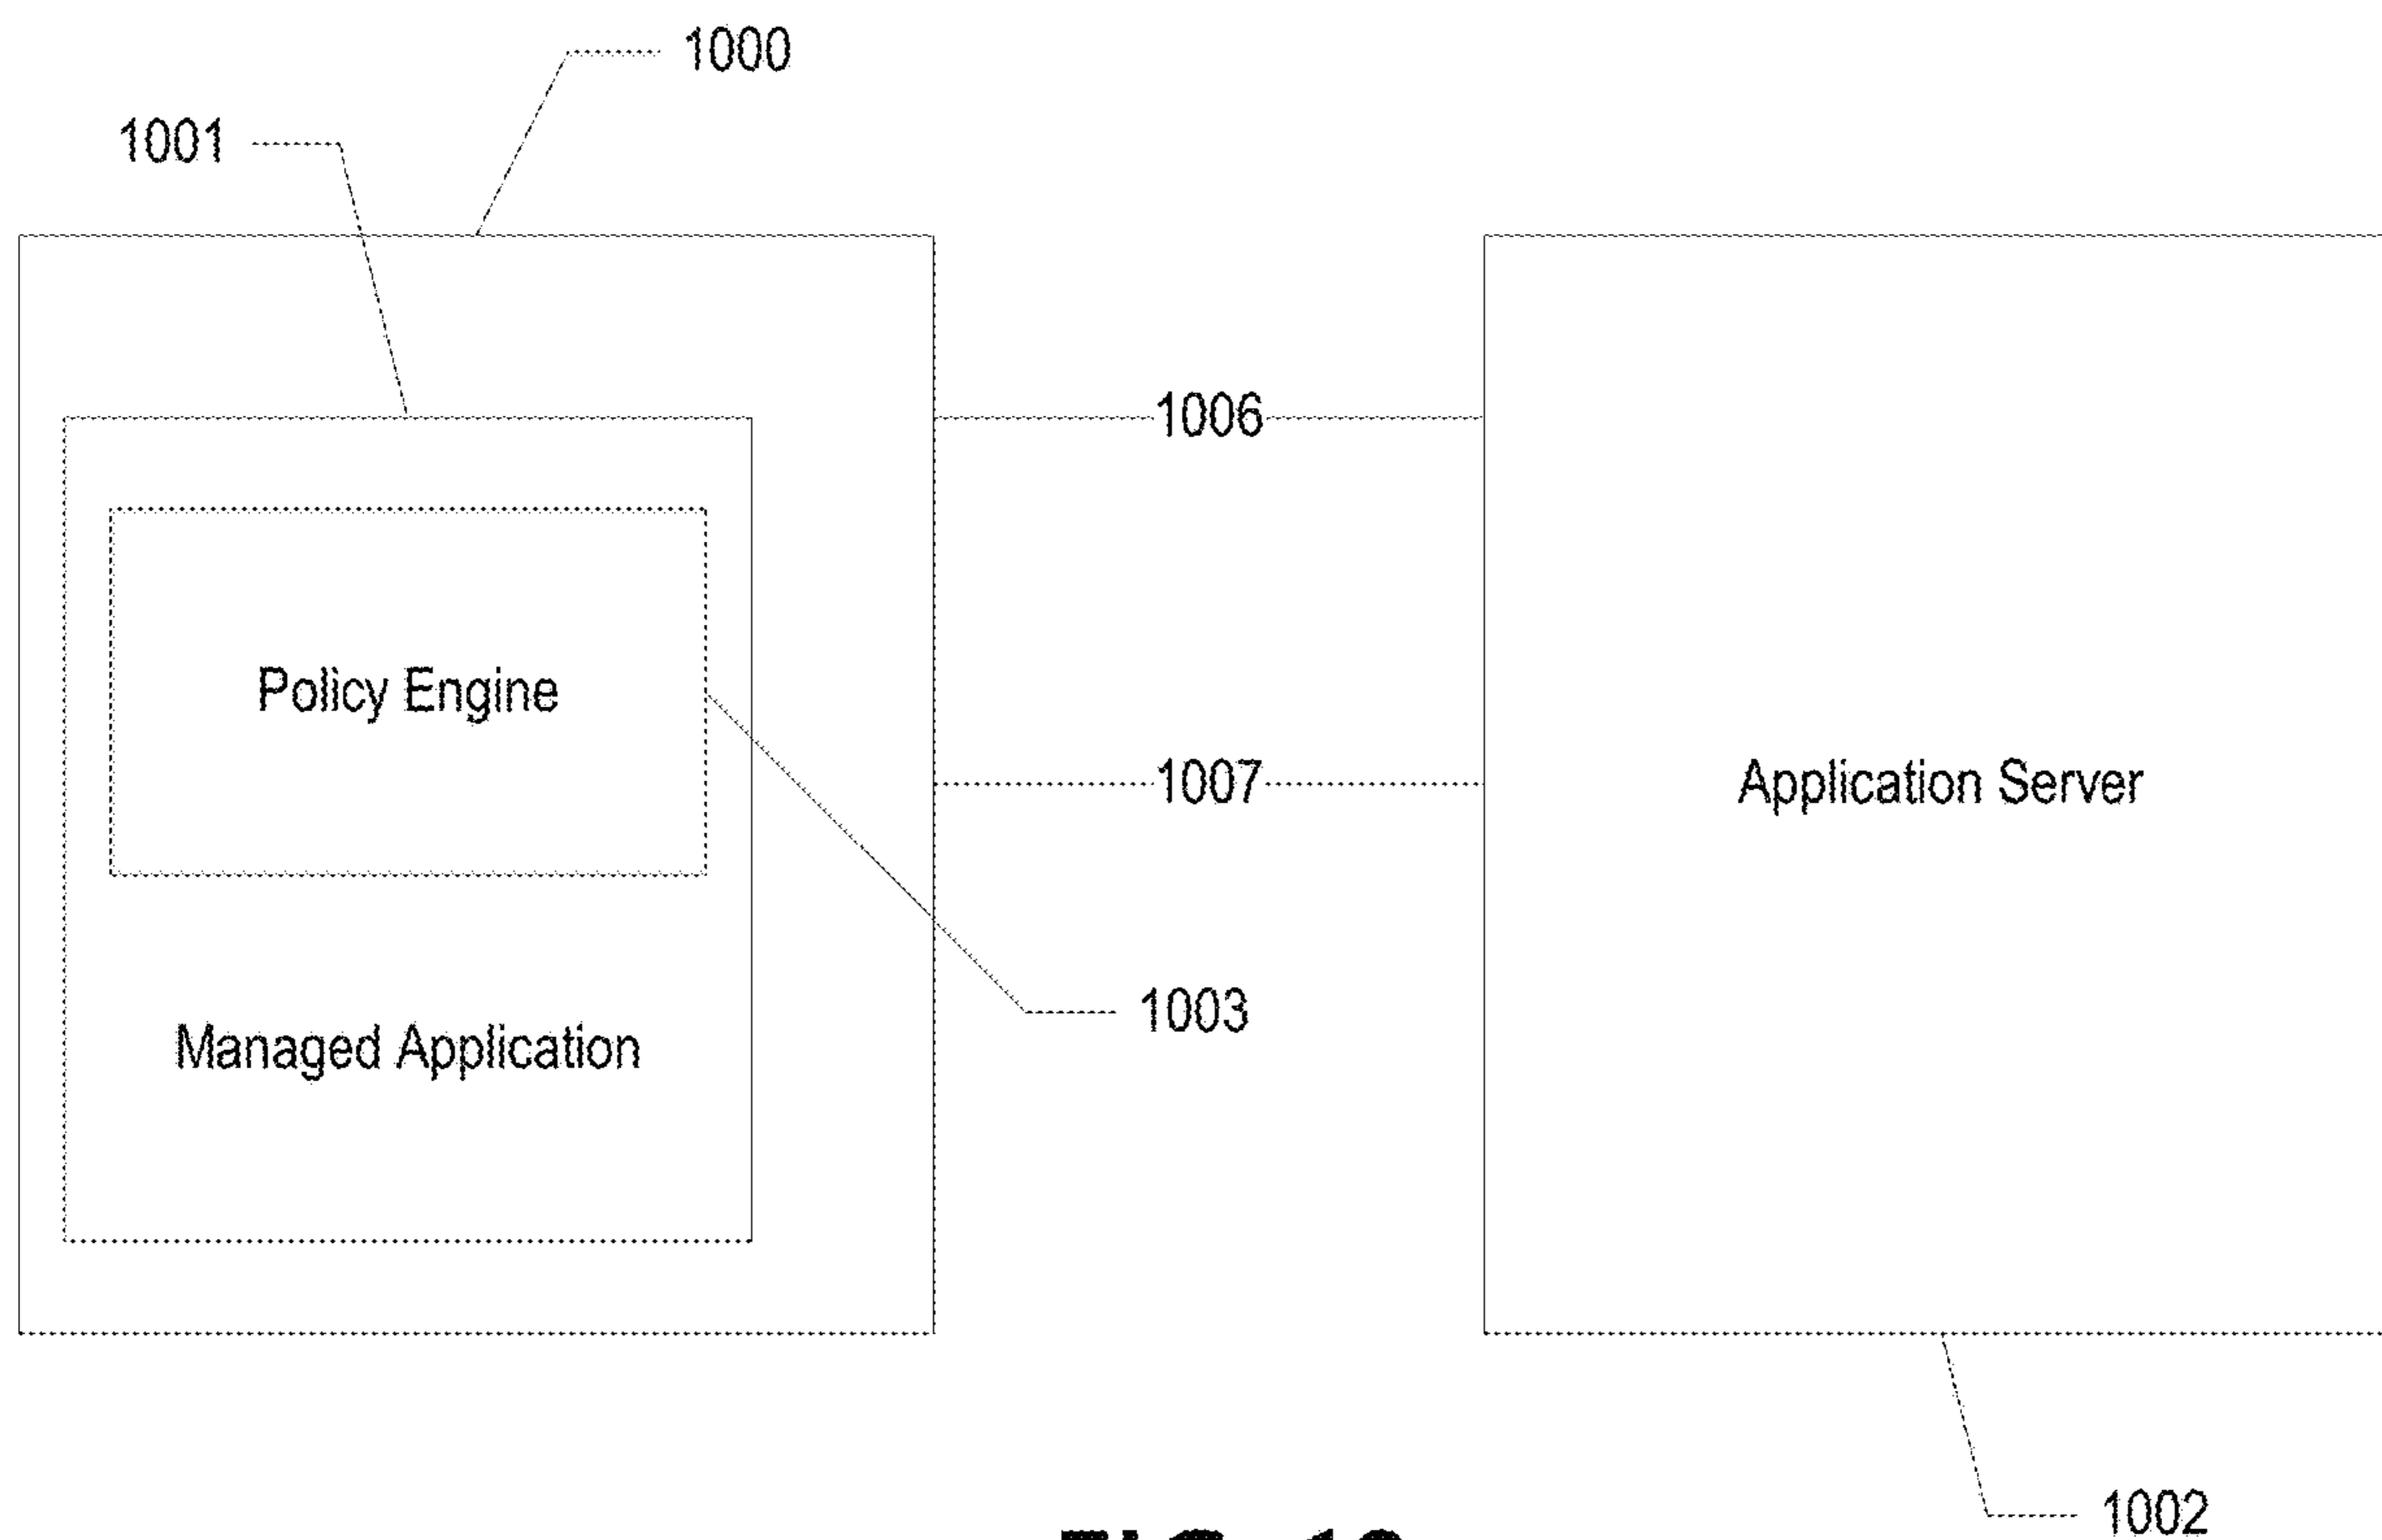 1000
1001
1006
Policy Engine
1007
Application Server
1003
Managed Application
1002